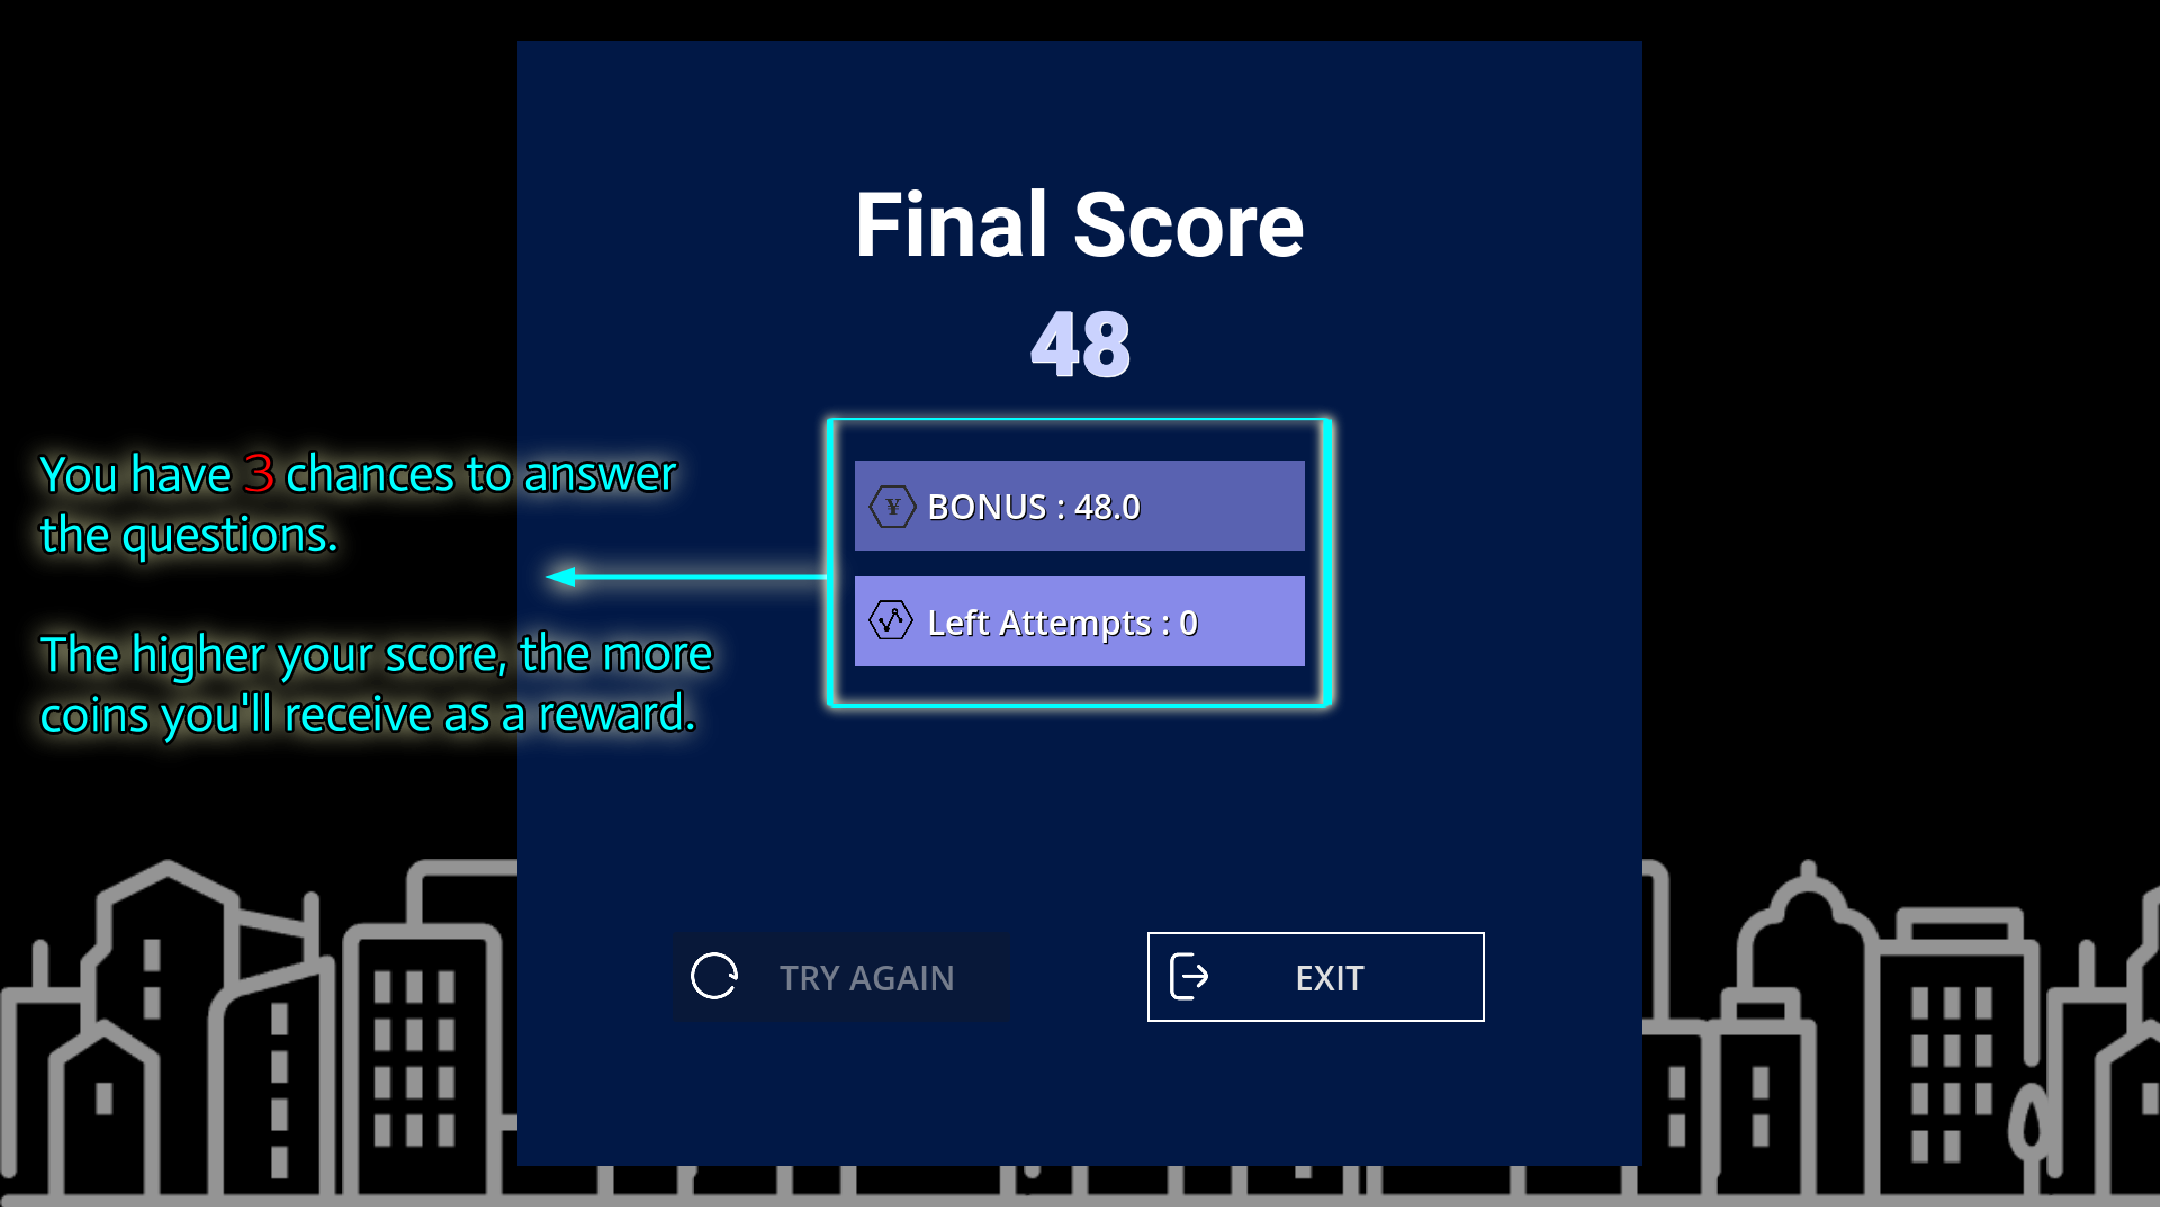 Final Score
48
You have 3 chances to answer
the questions.
The higher your score, the more
coins you'll receive as a reward.
¥ BONUS : 48.0
Left Attempts : 0
TRY AGAIN
EXIT